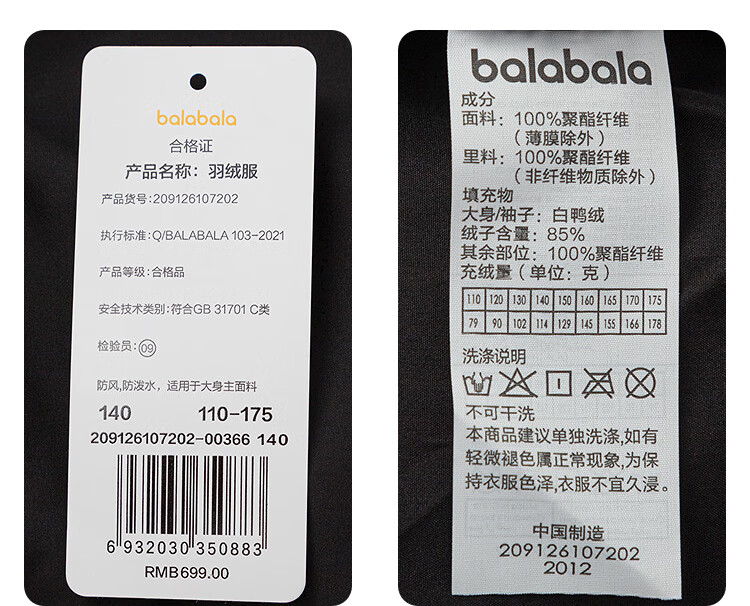 balabala
合格证
产品名称：羽绒服
产品货号:209126107202
执行标准:Q/BALABALA 103-2021
产品等级:合格品
安全技术类别:符合GB 31701 C类
检验员:09
防风,防泼水，适用于大身主面料
140 110-175
209126107202-00366 140
6 932030 350883
RMB699.00
balabala
成分
面料：100%聚酯纤维
（薄膜除外）
里料：100%聚酯纤维
（非纤维物质除外）
填充物
大身/袖子：白鸭绒
绒子含量：85%
其余部位：100%聚酯纤维
充绒量（单位：克）
110 120 130 140 150 160 165 170 175
79 90 102 114 129 145 155 166 178
洗涤说明
不可干洗
本商品建议单独洗涤,如有
轻微褪色属正常现象,为保
持衣服色泽,衣服不宜久浸。
中国制造
209126107202
2012